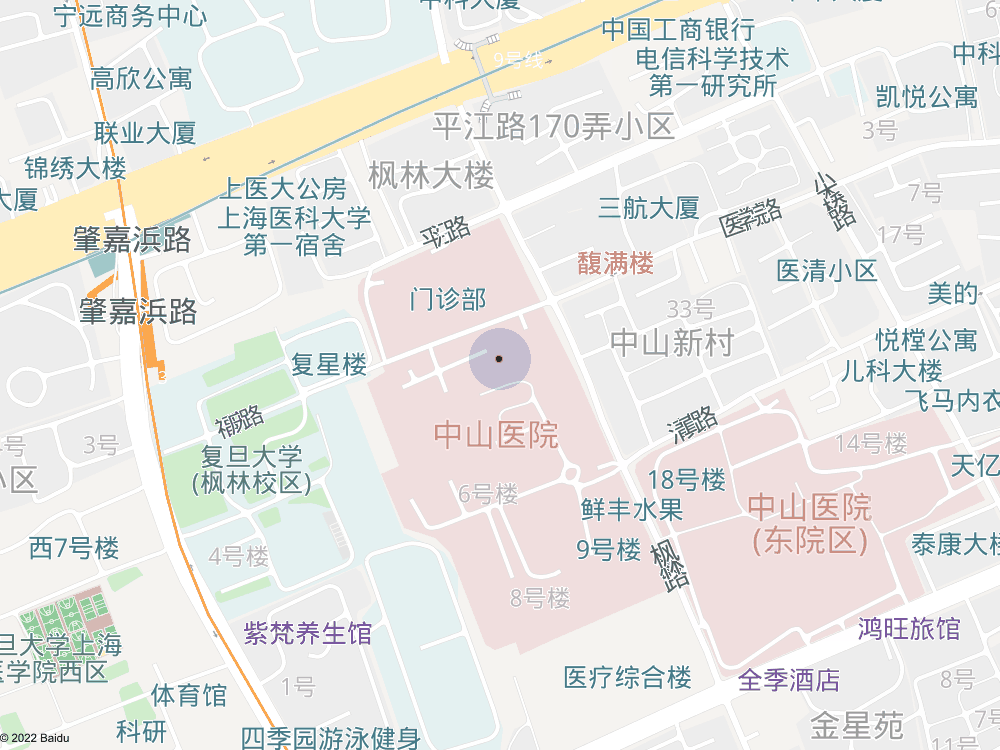 宁远商务中心
中科大厦
中国工商银行
电信科学技术
第一研究所
9号线
高欣公寓
凯悦公寓
3号
联业大厦
平江路170弄小区
锦绣大楼
枫林大楼
大厦
上医大公房
上海医科大学
第一宿舍
平江路
三航大厦
医学院路
小木桥路
7号
17号
肇嘉浜路
馥满楼
医清小区
美的
门诊部
肇嘉浜路
33号
中山新村
悦樘公寓
儿科大楼
飞马内衣
复星楼
2
福庆路
清真路
中山医院
3号
14号楼
复旦大学
(枫林校区)
天亿
小区
6号楼
18号楼
鲜丰水果
中山医院
(东院区)
9号楼
枫林路
泰康大楼
西7号楼
4号楼
8号楼
紫梵养生馆
鸿旺旅馆
旦大学上海
医学院西区
医疗综合楼
全季酒店
1号
体育馆
8号
金星苑
科研
四季园游泳健身
11号
© 2022 Baidu